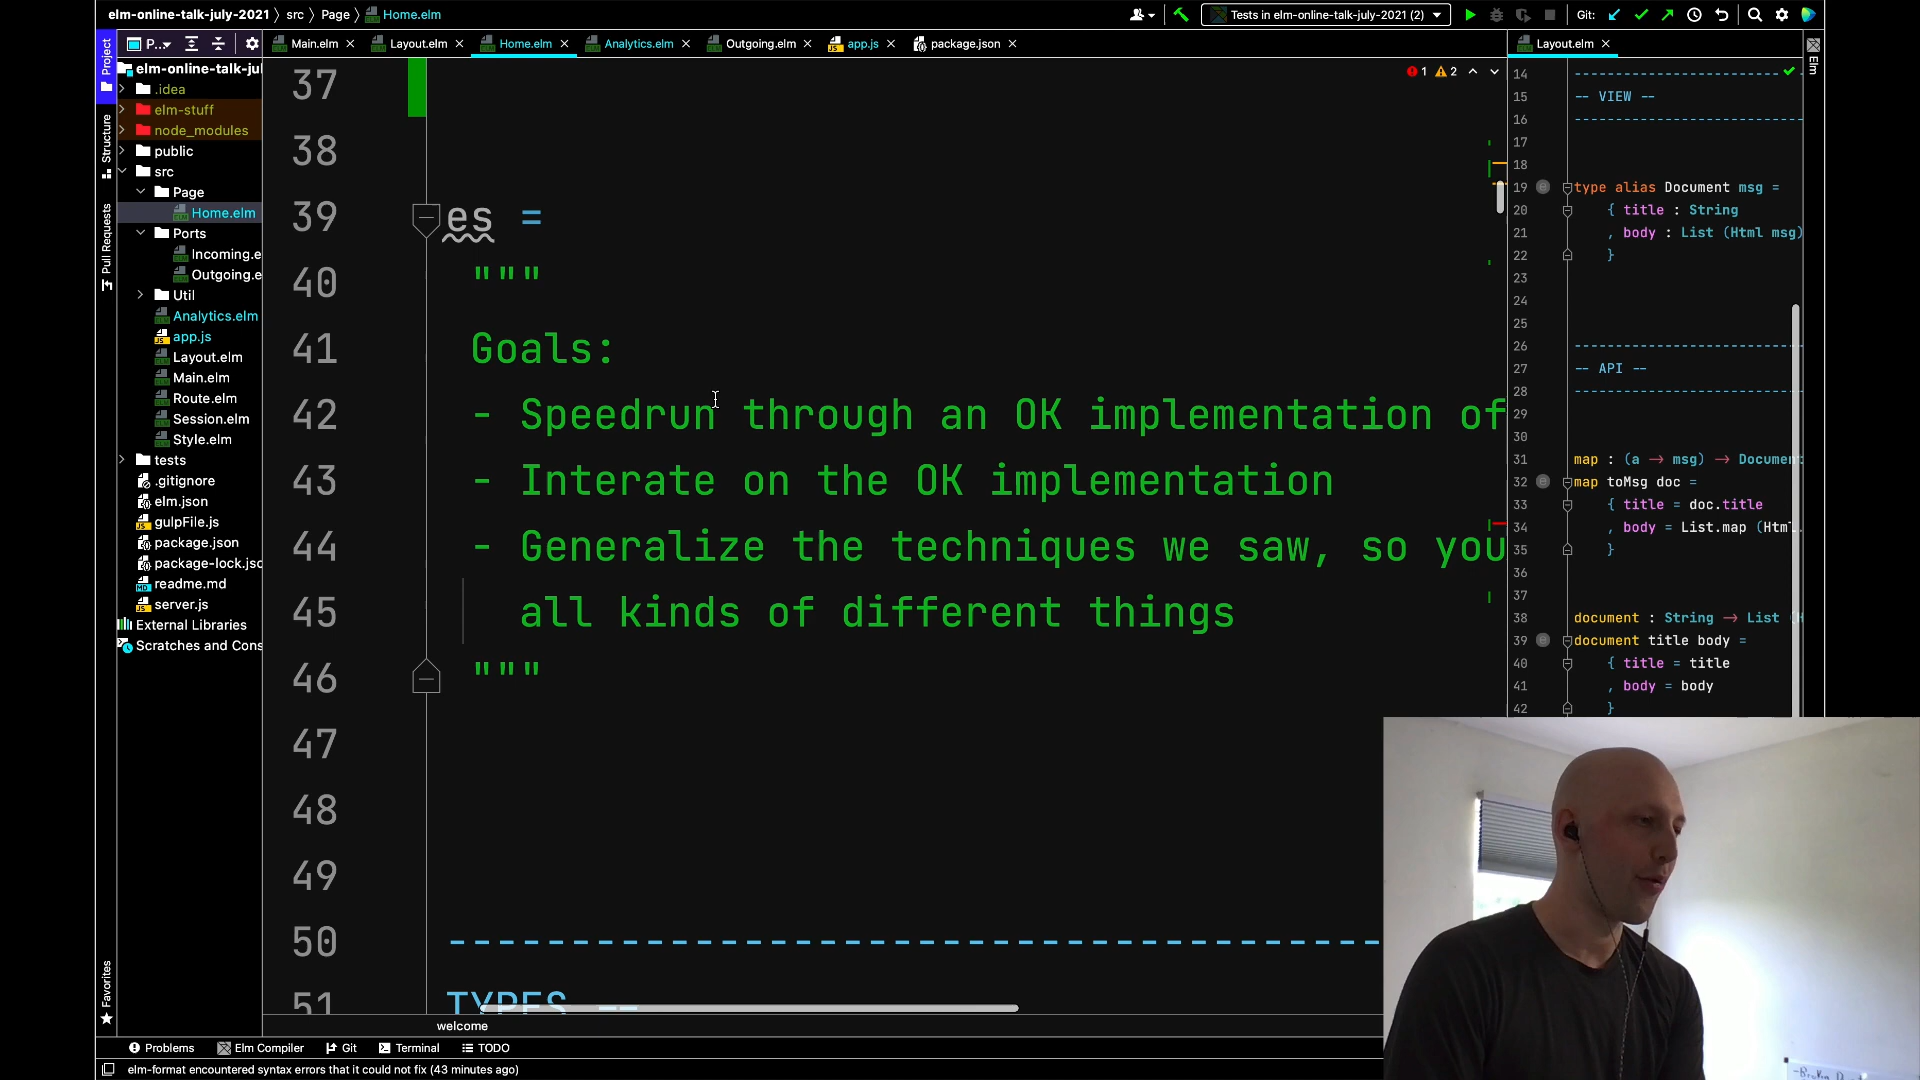 elm-online-talk-july-2021 〉 src 〉 Page 〉 Home.elm
Tests in elm-online-talk-july-2021 (2)
Git:
P...
Main.elm
Layout.elm
Home.elm
Analytics.elm
Outgoing.elm
app.js
package.json
Layout.elm
Project
Structure
Pull Requests
Favorites
Elm
elm-online-talk-jul
.idea
elm-stuff
node_modules
public
src
Page
Home.elm
Ports
Incoming.e
Outgoing.e
Util
Analytics.elm
app.js
Layout.elm
Main.elm
Route.elm
Session.elm
Style.elm
tests
.gitignore
elm.json
gulpFile.js
package.json
package-lock.jsc
readme.md
server.js
External Libraries
Scratches and Cons
1 2
37
38
39 es =
40 """
41 Goals:
42 - Speedrun through an OK implementation of
43 - Interate on the OK implementation
44 - Generalize the techniques we saw, so you
45 all kinds of different things
46 """
47
48
49
50 --------------------------------------
51 TYPES --
welcome
14 ------------------------
15 -- VIEW --
16 ------------------------
17
18
19 type alias Document msg =
20 { title : String
21 , body : List (Html msg)
22 }
23
24
25
26 ------------------------
27 -- API --
28 ------------------------
29
30
31 map : (a → msg) → Document
32 map toMsg doc =
33 { title = doc.title
34 , body = List.map (Html.
35 }
36
37
38 document : String → List (H
39 document title body =
40 { title = title
41 , body = body
42 }
Problems Elm Compiler Git Terminal TODO
elm-format encountered syntax errors that it could not fix (43 minutes ago)